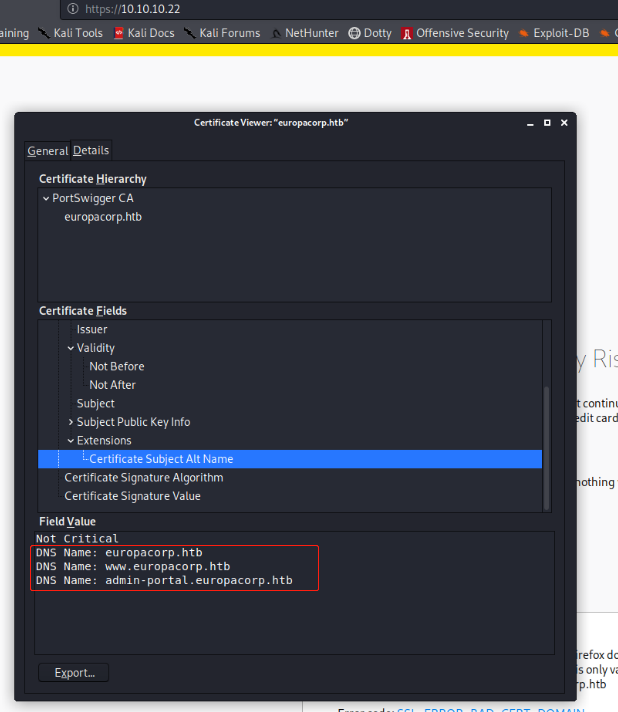 https://10.10.10.22
aining Kali Tools Kali Docs Kali Forums NetHunter Dotty Offensive Security Exploit-DB
Certificate Viewer: "europacorp.htb"
General Details
Certificate Hierarchy
PortSwigger CA
europacorp.htb
Certificate Fields
Issuer
Validity
Not Before
Not After
Subject
Subject Public Key Info
Extensions
Certificate Subject Alt Name
Certificate Signature Algorithm
Certificate Signature Value
y Ris
t continu
edit card
nothing
Field Value
Not Critical
DNS Name: europacorp.htb
DNS Name: www.europacorp.htb
DNS Name: admin-portal.europacorp.htb
irefox do
is only va
rp.htb
Export...
Error code: SSL_ERROR_BAD_CERT_DOMAIN